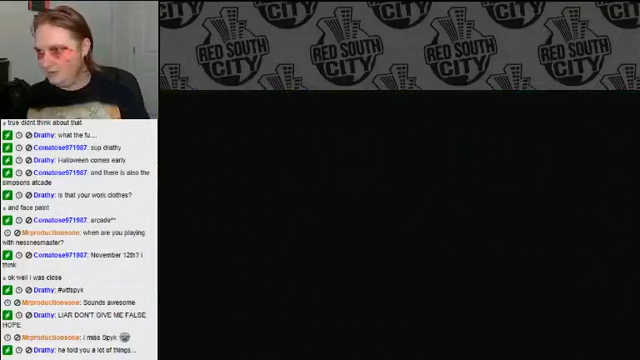 RED SOUTH CITY RED SOUTH CITY RED SOUTH CITY RED SOUTH CITY
true didnt think about that
Drathy: what the fu....
Comatose971987: sup drathy
Drathy: Halloween comes early
Comatose971987: and there is also the
simpsons atcade
Drathy: is that your work clothes?
and face paint
Comatose971987: arcade^^
Mrproductionsone: when are you playing
with nessnesmaster?
Comatose971987: November 12th? i
think
ok well i was close
Drathy: #wtfspyk
Mrproductionsone: Sounds awesome
Drathy: LIAR DON'T GIVE ME FALSE
HOPE
Mrproductionsone: I miss Spyk
Drathy: he told you a lot of things...